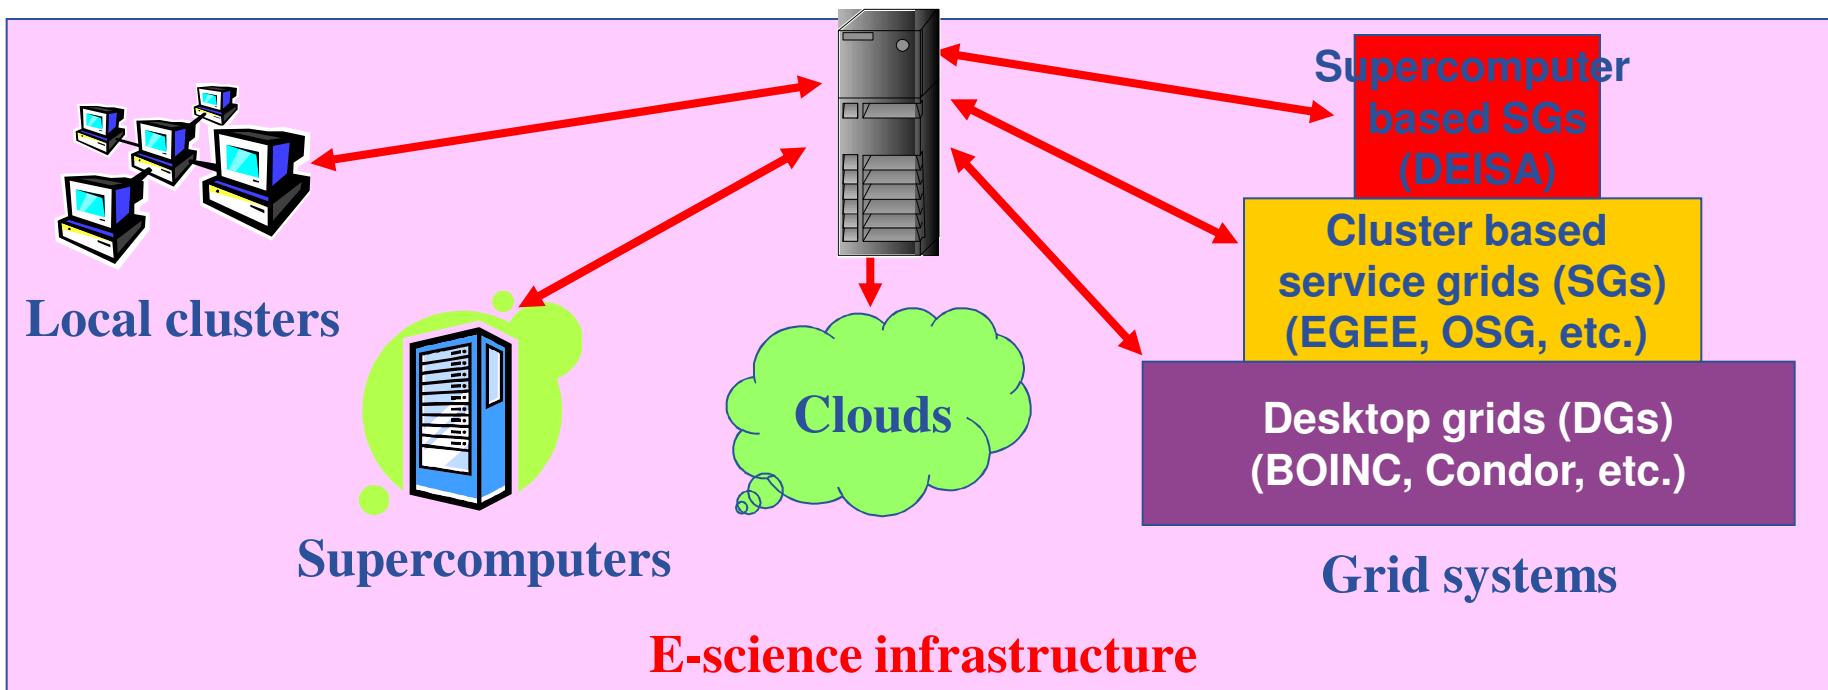 Supercomputer
based SGs
(DEISA)
Cluster based
service grids (SGs)
(EGEE, OSG, etc.)
Local clusters
Clouds
Desktop grids (DGs)
(BOINC, Condor, etc.)
Supercomputers
Grid systems
E-science infrastructure